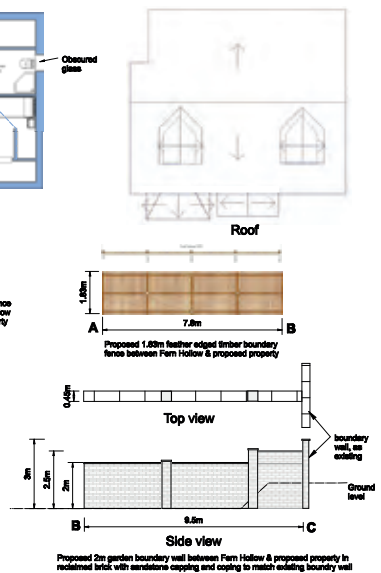 Obscured
glass
Roof
1.83m
A
7.8m
B
Proposed 1.83m feather edged timber boundary
fence between Fern Hollow & proposed property
0.45m
Top view
3m
2.5m
2m
boundary
wall, as
existing
Ground
level
B
9.5m
C
Side view
Proposed 2m garden boundary wall between Fern Hollow & proposed property in
reclaimed brick with sandstone capping and coping to match existing boundry wall